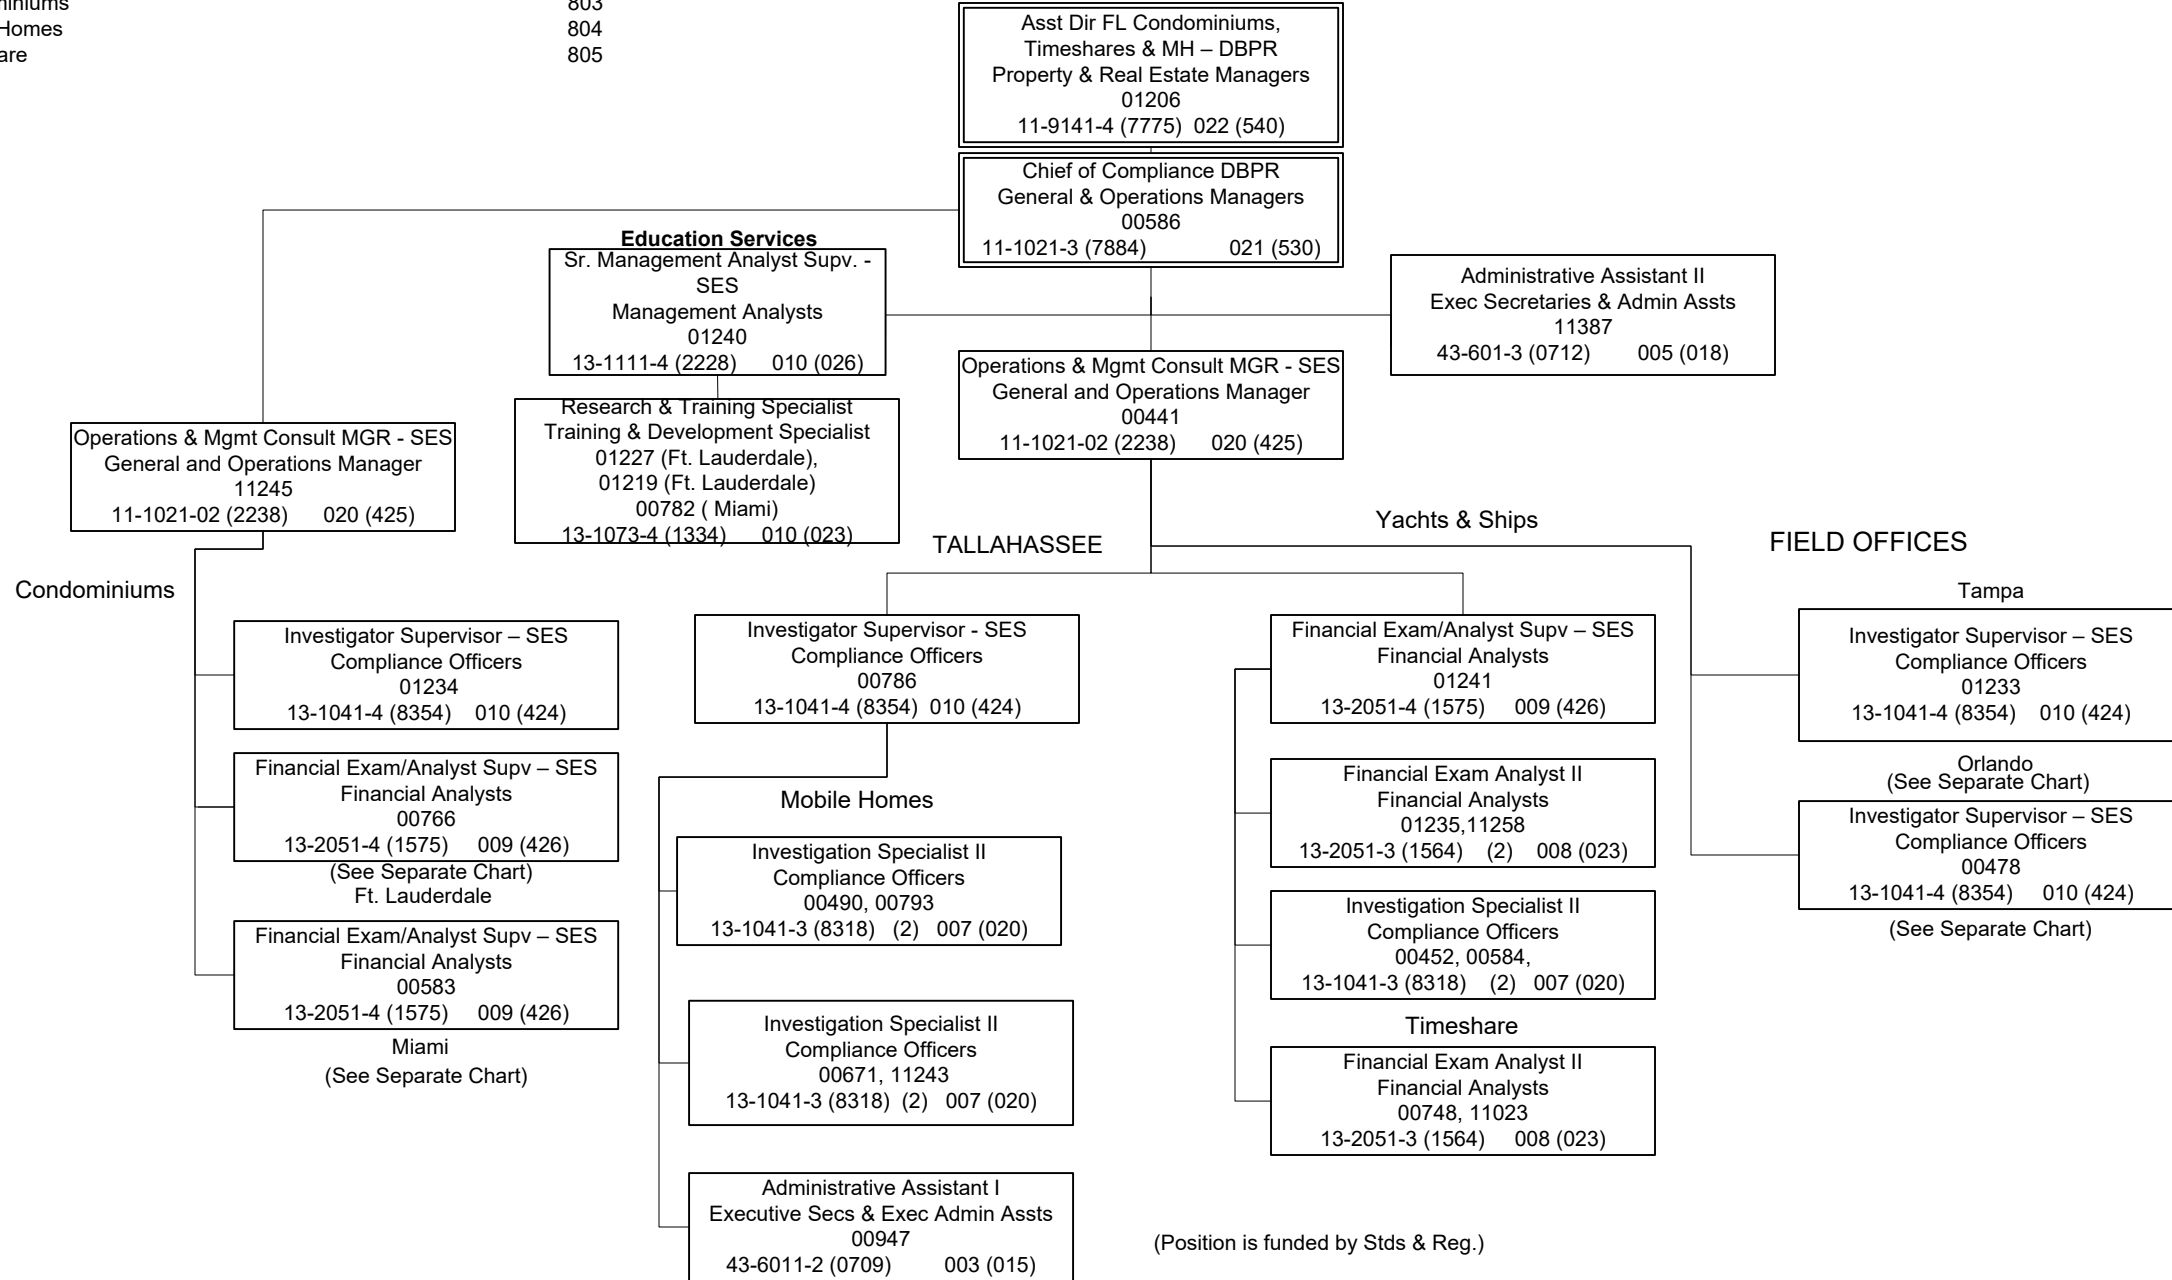 803
Homes 804
805
Asst Dir FL Condominiums,
Timeshares & MH – DBPR
Property & Real Estate Managers
01206
11-9141-4 (7775) 022 (540)
Chief of Compliance DBPR
General & Operations Managers
00586
11-1021-3 (7884) 021 (530)
Education Services
Sr. Management Analyst Supv. -
SES
Management Analysts
01240
13-1111-4 (2228) 010 (026)
Administrative Assistant II
Exec Secretaries & Admin Assts
11387
43-601-3 (0712) 005 (018)
Operations & Mgmt Consult MGR - SES
General and Operations Manager
00441
11-1021-02 (2238) 020 (425)
Research & Training Specialist
Training & Development Specialist
01227 (Ft. Lauderdale),
01219 (Ft. Lauderdale)
00782 ( Miami)
13-1073-4 (1334) 010 (023)
Operations & Mgmt Consult MGR - SES
General and Operations Manager
11245
11-1021-02 (2238) 020 (425)
Condominiums
Investigator Supervisor – SES
Compliance Officers
01234
13-1041-4 (8354) 010 (424)
Financial Exam/Analyst Supv – SES
Financial Analysts
00766
13-2051-4 (1575) 009 (426)
(See Separate Chart)
Ft. Lauderdale
Financial Exam/Analyst Supv – SES
Financial Analysts
00583
13-2051-4 (1575) 009 (426)
Miami
(See Separate Chart)
TALLAHASSEE
Investigator Supervisor - SES
Compliance Officers
00786
13-1041-4 (8354) 010 (424)
Mobile Homes
Investigation Specialist II
Compliance Officers
00490, 00793
13-1041-3 (8318) (2) 007 (020)
Investigation Specialist II
Compliance Officers
00671, 11243
13-1041-3 (8318) (2) 007 (020)
Administrative Assistant I
Executive Secs & Exec Admin Assts
00947
43-6011-2 (0709) 003 (015)
(Position is funded by Stds & Reg.)
Yachts & Ships
Financial Exam/Analyst Supv – SES
Financial Analysts
01241
13-2051-4 (1575) 009 (426)
Financial Exam Analyst II
Financial Analysts
01235,11258
13-2051-3 (1564) (2) 008 (023)
Investigation Specialist II
Compliance Officers
00452, 00584,
13-1041-3 (8318) (2) 007 (020)
Timeshare
Financial Exam Analyst II
Financial Analysts
00748, 11023
13-2051-3 (1564) 008 (023)
FIELD OFFICES
Tampa
Investigator Supervisor – SES
Compliance Officers
01233
13-1041-4 (8354) 010 (424)
Orlando
(See Separate Chart)
Investigator Supervisor – SES
Compliance Officers
00478
13-1041-4 (8354) 010 (424)
(See Separate Chart)